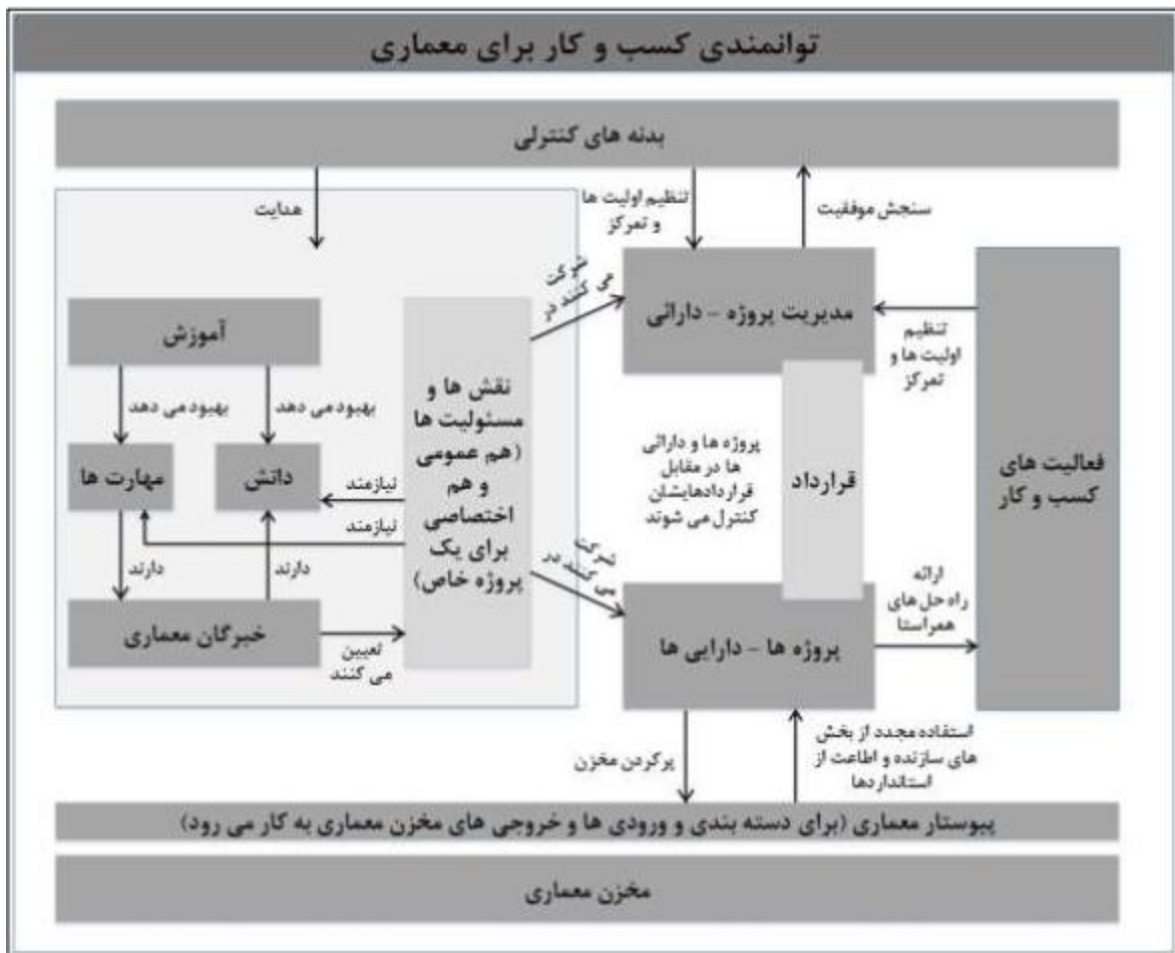 توانمندی کسب و کار برای معماری
بدنه های کنترلی
هدایت
تنظیم اولیت ها
و تمرکز
سنجش موفقیت
شرکت
می کنند در
مدیریت پروژه – دارائی
تنظیم
اولیت ها و
تمرکز
فعالیت های
کسب و کار
آموزش
بهبود می دهد
بهبود می دهد
مهارت ها
دانش
نقش ها و
مسئولیت ها
(هم عمومی
و هم
اختصاصی
برای یک
پروژه خاص)
نیازمند
نیازمند
دارند
دارند
خبرگان معماری
تعیین
می کنند
پروژه ها و دارائی
ها در مقابل
قراردادهایشان
کنترل می شوند
قرارداد
شرکت
می کنند در
پروژه ها – دارایی ها
ارائه
راه حل های
همراستا
پرکردن مخزن
استفاده مجدد از بخش
های سازنده و اطاعت از
استانداردها
پیوستار معماری (برای دسته بندی و ورودی ها و خروجی های مخزن معماری به کار می رود)
مخزن معماری